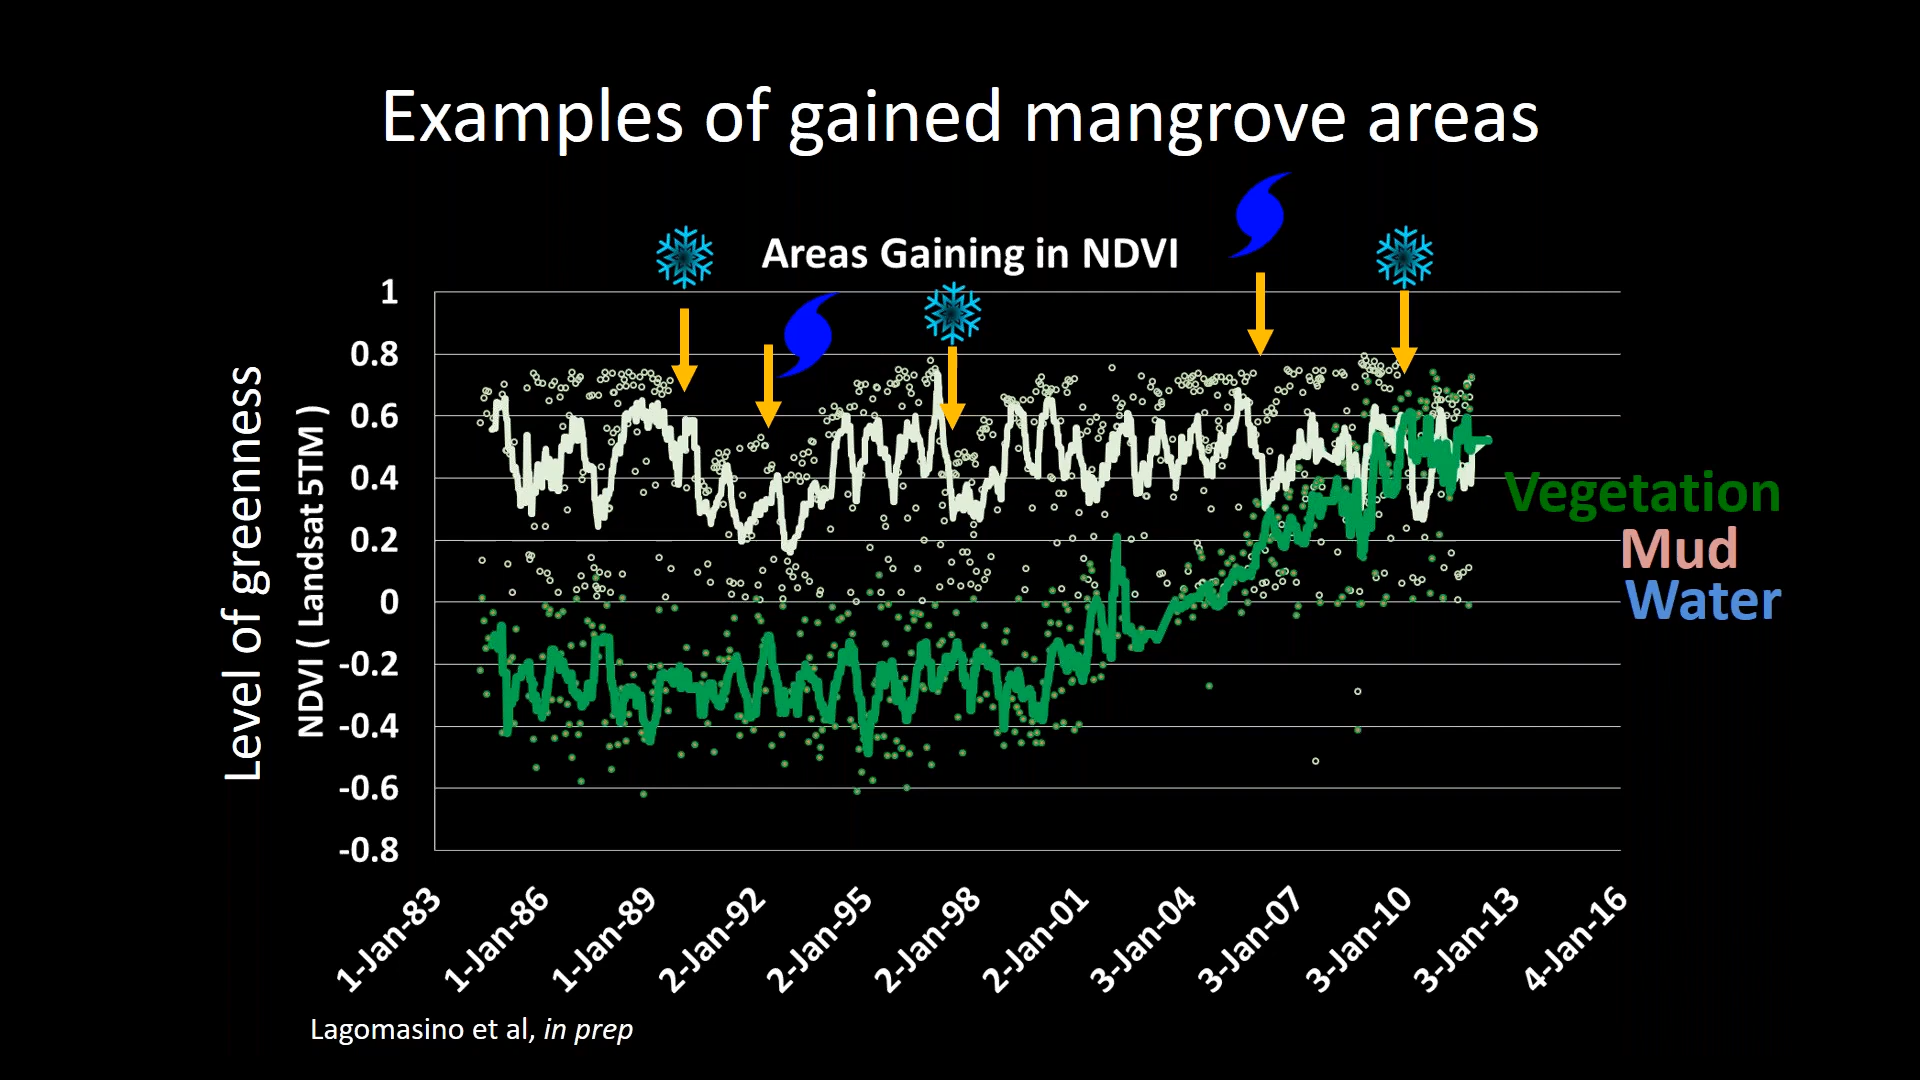 Examples of gained mangrove areas
Areas Gaining in NDVI
Level of greenness
NDVI ( Landsat 5TM )
1
0.8
0.6
0.4
0.2
0
-0.2
-0.4
-0.6
-0.8
Vegetation
Mud
Water
1-Jan-83
1-Jan-86
1-Jan-89
2-Jan-92
2-Jan-95
2-Jan-98
2-Jan-01
3-Jan-04
3-Jan-07
3-Jan-10
3-Jan-13
4-Jan-16
Lagomasino et al, in prep